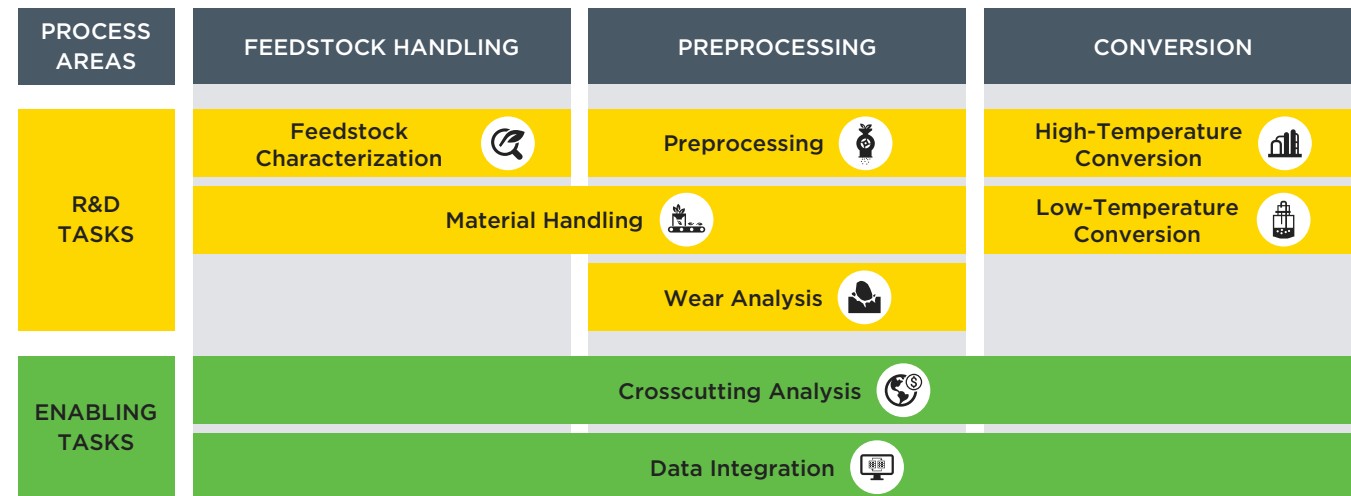 PROCESS
AREAS
FEEDSTOCK HANDLING
PREPROCESSING
CONVERSION
R&D
TASKS
Feedstock
Characterization
Preprocessing
High-Temperature
Conversion
Material Handling
Low-Temperature
Conversion
Wear Analysis
ENABLING
TASKS
Crosscutting Analysis
$
Data Integration